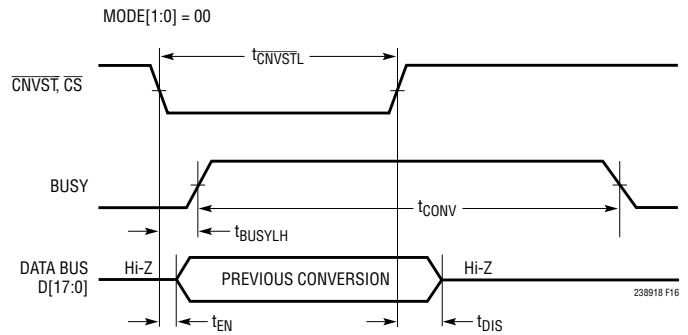 MODE[1:0] = 00
tCNVSTL
CNVST, CS
BUSY
tCONV
tBUSYLH
DATA BUS
D[17:0]
Hi-Z
PREVIOUS CONVERSION
Hi-Z
238918 F16
tEN
tDIS